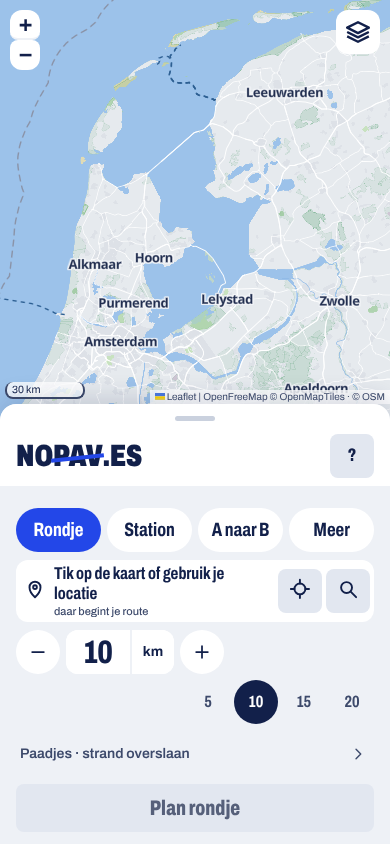 +
−
Leeuwarden
Alkmaar
Hoorn
Purmerend
Lelystad
Zwolle
Amsterdam
Apeldoorn
30 km
Leaflet | OpenFreeMap © OpenMapTiles · © OSM
NOPAV.ES
?
Rondje
Station
A naar B
Meer
Tik op de kaart of gebruik je
locatie
daar begint je route
− 10 km +
5 10 15 20
Paadjes · strand overslaan
Plan rondje